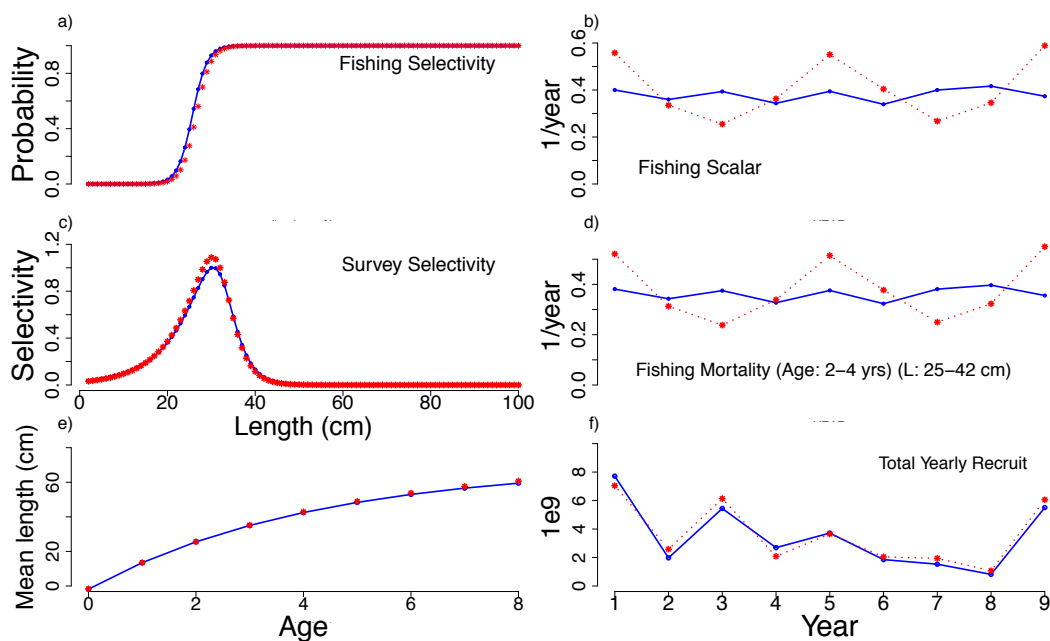 a)
Probability
0.0 0.4 0.8
Fishing Selectivity
b)
1/year
0.0 0.2 0.4 0.6
Fishing Scalar
c)
Selectivity
0.0 0.4 0.8 1.2
Survey Selectivity
0 20 40 60 80 100
Length (cm)
d)
1/year
0.0 0.2 0.4
Fishing Mortality (Age: 2−4 yrs) (L: 25−42 cm)
e)
Mean length (cm)
0 20 60
0 2 4 6 8
Age
f)
1e9
0 2 4 6 8
Total Yearly Recruit
1 2 3 4 5 6 7 8 9
Year